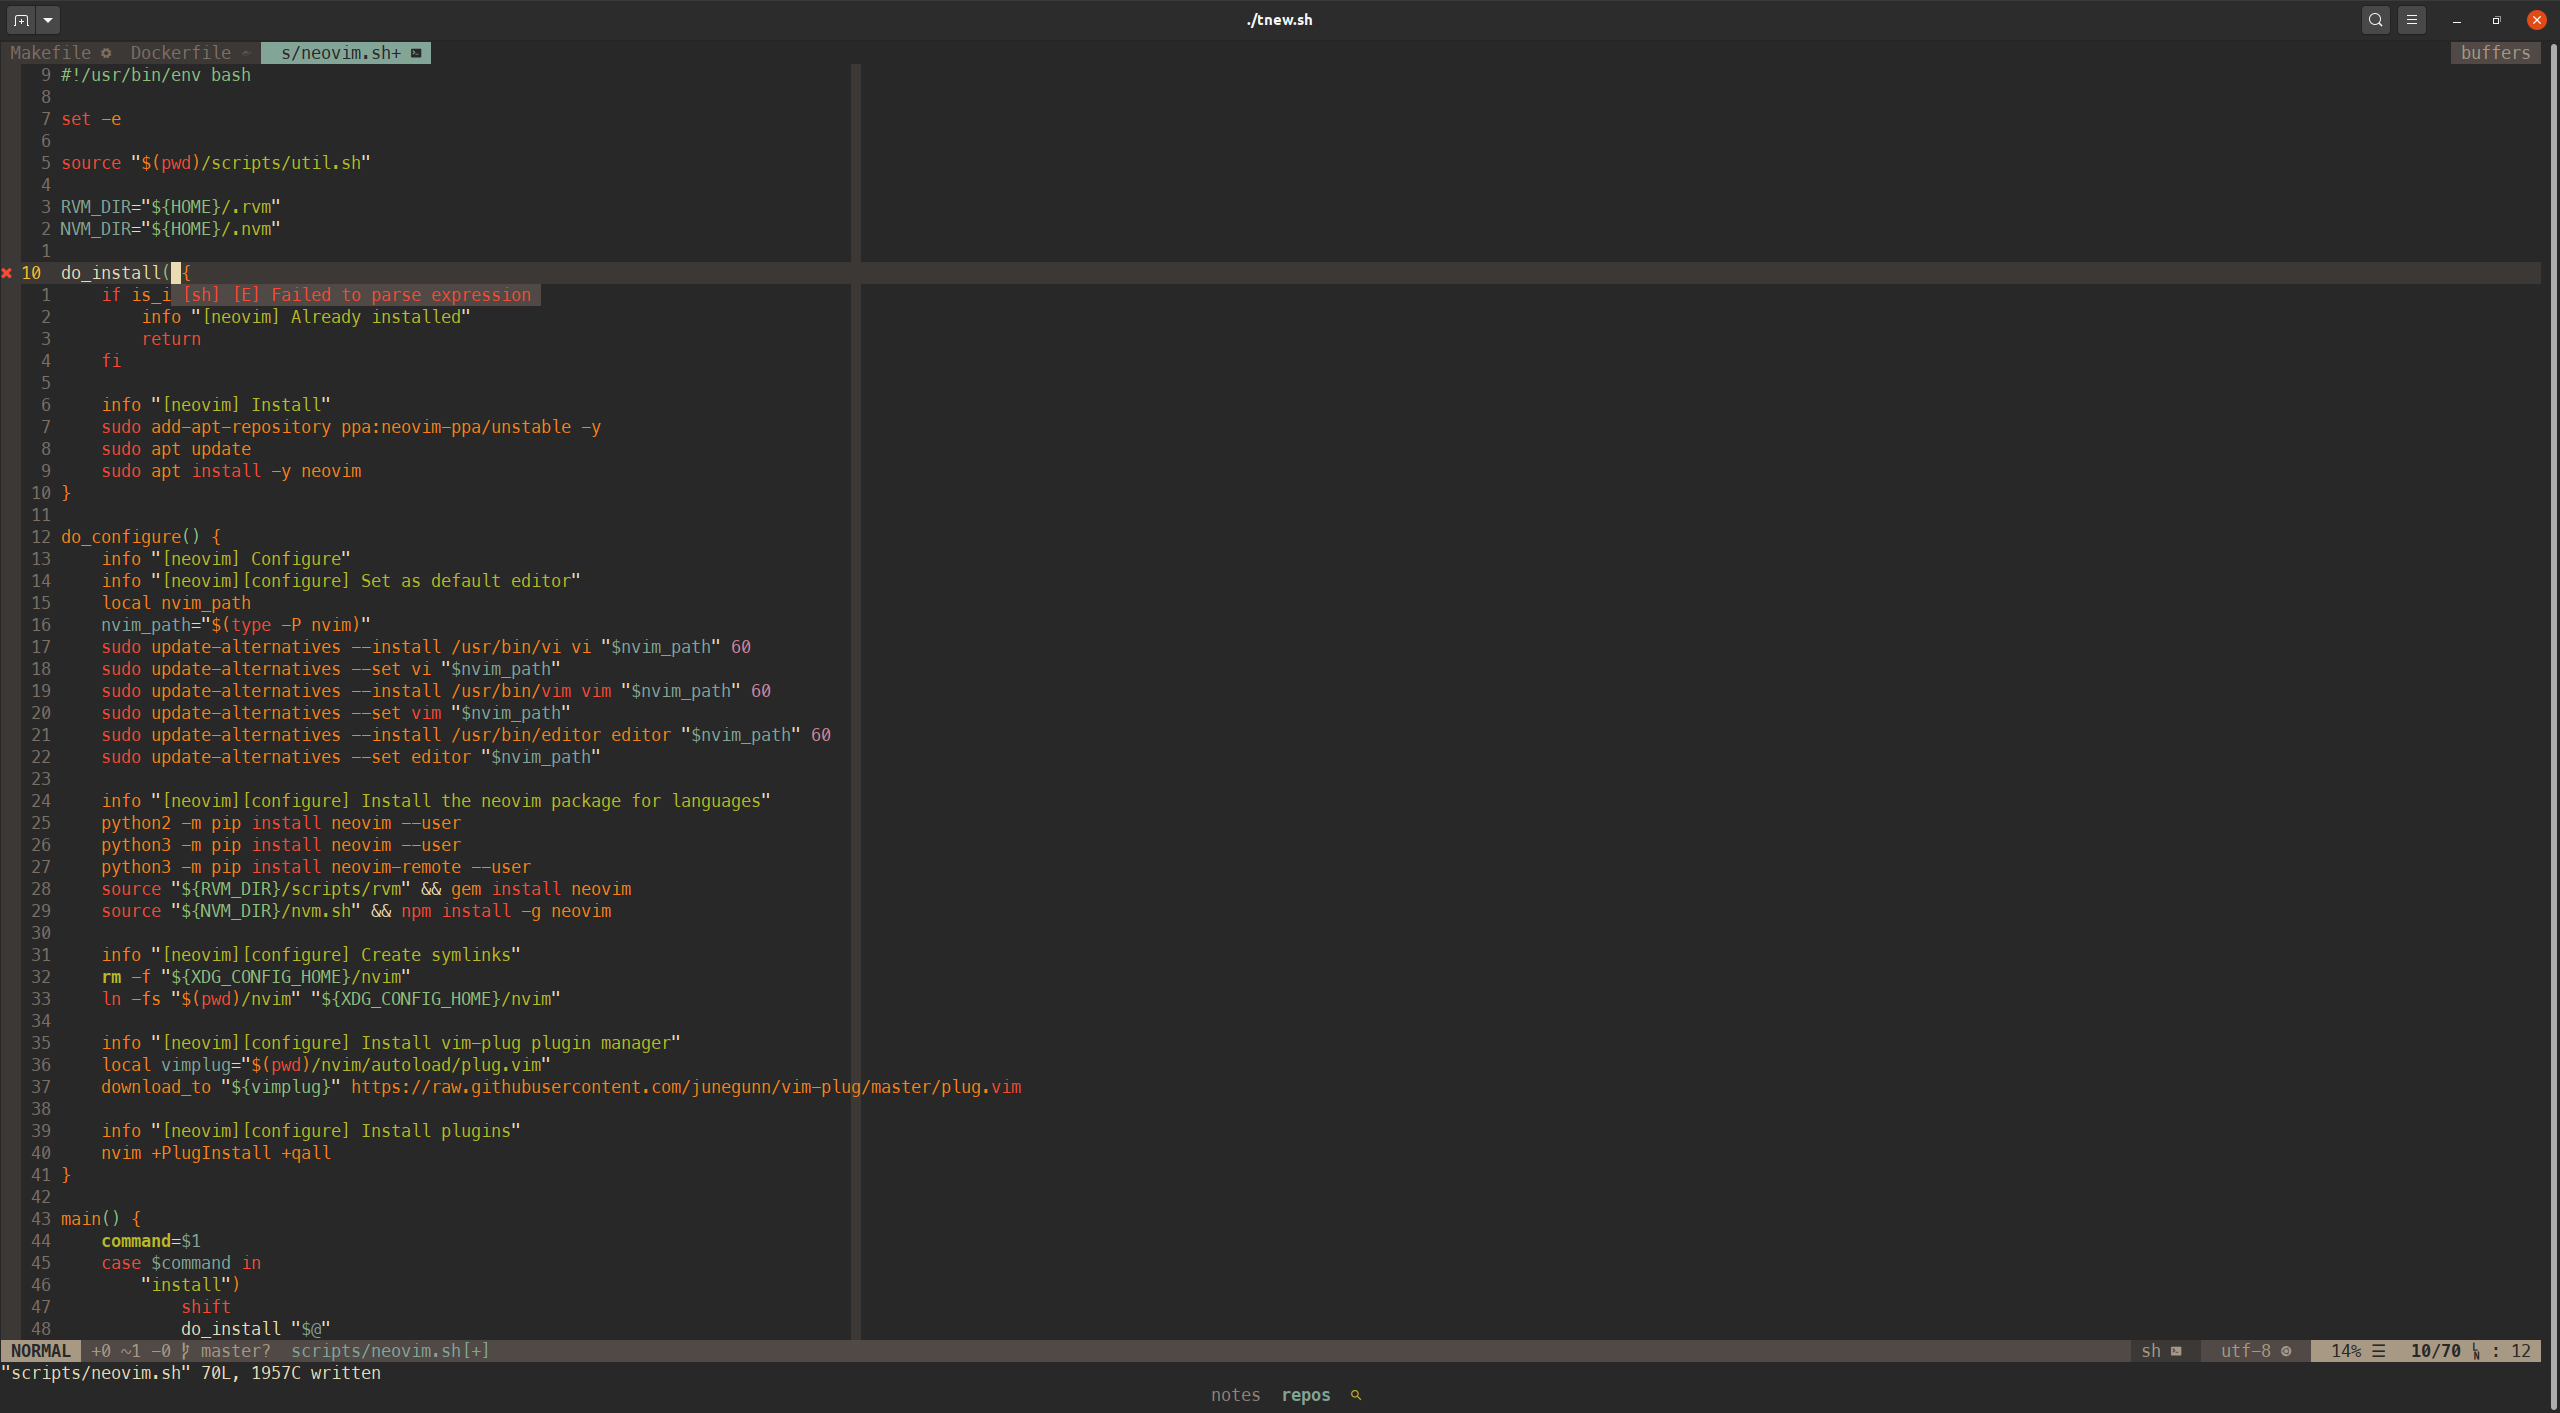 ./tnew.sh
Makefile Dockerfile s/neovim.sh+ buffers
9 #!/usr/bin/env bash
8
7 set -e
6
5 source "$(pwd)/scripts/util.sh"
4
3 RVM_DIR="${HOME}/.rvm"
2 NVM_DIR="${HOME}/.nvm"
1
10 do_install( {
1 if is_i [sh] [E] Failed to parse expression
2 info "[neovim] Already installed"
3 return
4 fi
5
6 info "[neovim] Install"
7 sudo add-apt-repository ppa:neovim-ppa/unstable -y
8 sudo apt update
9 sudo apt install -y neovim
10 }
11
12 do_configure() {
13 info "[neovim] Configure"
14 info "[neovim][configure] Set as default editor"
15 local nvim_path
16 nvim_path="$(type -P nvim)"
17 sudo update-alternatives --install /usr/bin/vi vi "$nvim_path" 60
18 sudo update-alternatives --set vi "$nvim_path"
19 sudo update-alternatives --install /usr/bin/vim vim "$nvim_path" 60
20 sudo update-alternatives --set vim "$nvim_path"
21 sudo update-alternatives --install /usr/bin/editor editor "$nvim_path" 60
22 sudo update-alternatives --set editor "$nvim_path"
23
24 info "[neovim][configure] Install the neovim package for languages"
25 python2 -m pip install neovim --user
26 python3 -m pip install neovim --user
27 python3 -m pip install neovim-remote --user
28 source "${RVM_DIR}/scripts/rvm" && gem install neovim
29 source "${NVM_DIR}/nvm.sh" && npm install -g neovim
30
31 info "[neovim][configure] Create symlinks"
32 rm -f "${XDG_CONFIG_HOME}/nvim"
33 ln -fs "$(pwd)/nvim" "${XDG_CONFIG_HOME}/nvim"
34
35 info "[neovim][configure] Install vim-plug plugin manager"
36 local vimplug="$(pwd)/nvim/autoload/plug.vim"
37 download_to "${vimplug}" https://raw.githubusercontent.com/junegunn/vim-plug/master/plug.vim
38
39 info "[neovim][configure] Install plugins"
40 nvim +PlugInstall +qall
41 }
42
43 main() {
44 command=$1
45 case $command in
46 "install")
47 shift
48 do_install "$@"
NORMAL +0 ~1 -0 master? scripts/neovim.sh[+] sh utf-8 14% ☰ 10/70 : 12
"scripts/neovim.sh" 70L, 1957C written
notes repos